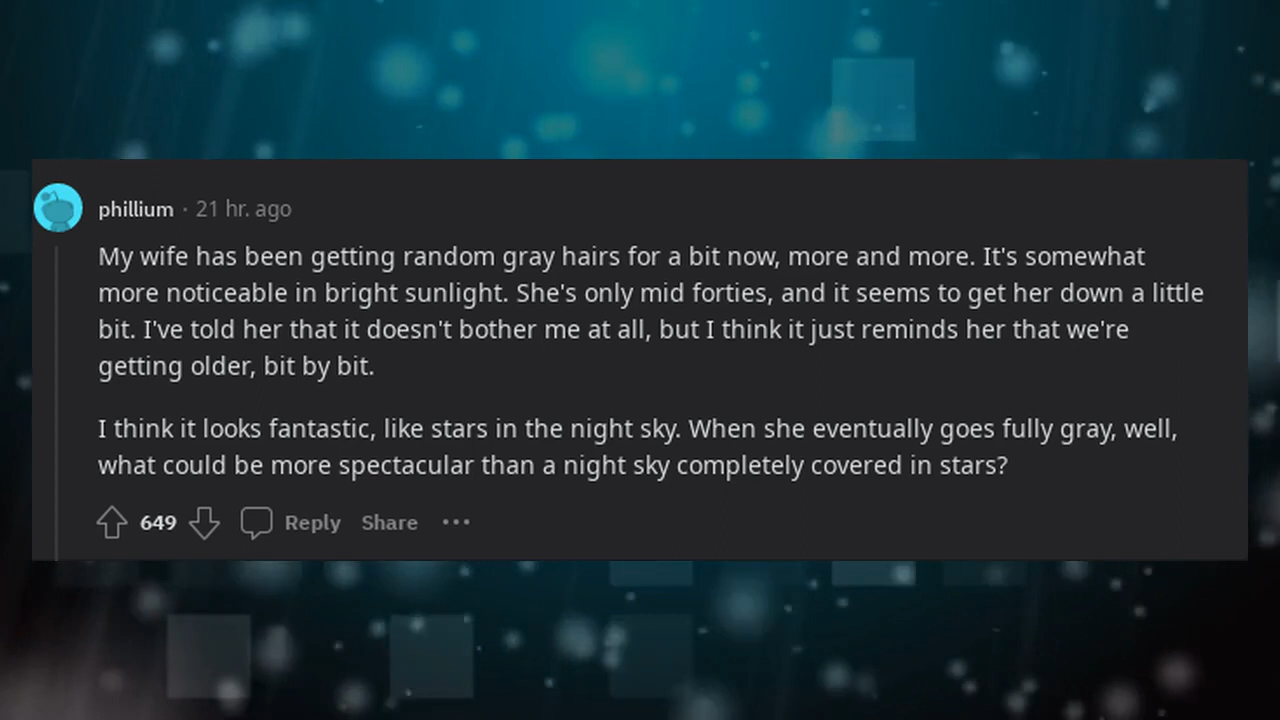 phillium · 21 hr. ago
My wife has been getting random gray hairs for a bit now, more and more. It's somewhat
more noticeable in bright sunlight. She's only mid forties, and it seems to get her down a little
bit. I've told her that it doesn't bother me at all, but I think it just reminds her that we're
getting older, bit by bit.
I think it looks fantastic, like stars in the night sky. When she eventually goes fully gray, well,
what could be more spectacular than a night sky completely covered in stars?
649 Reply Share ···